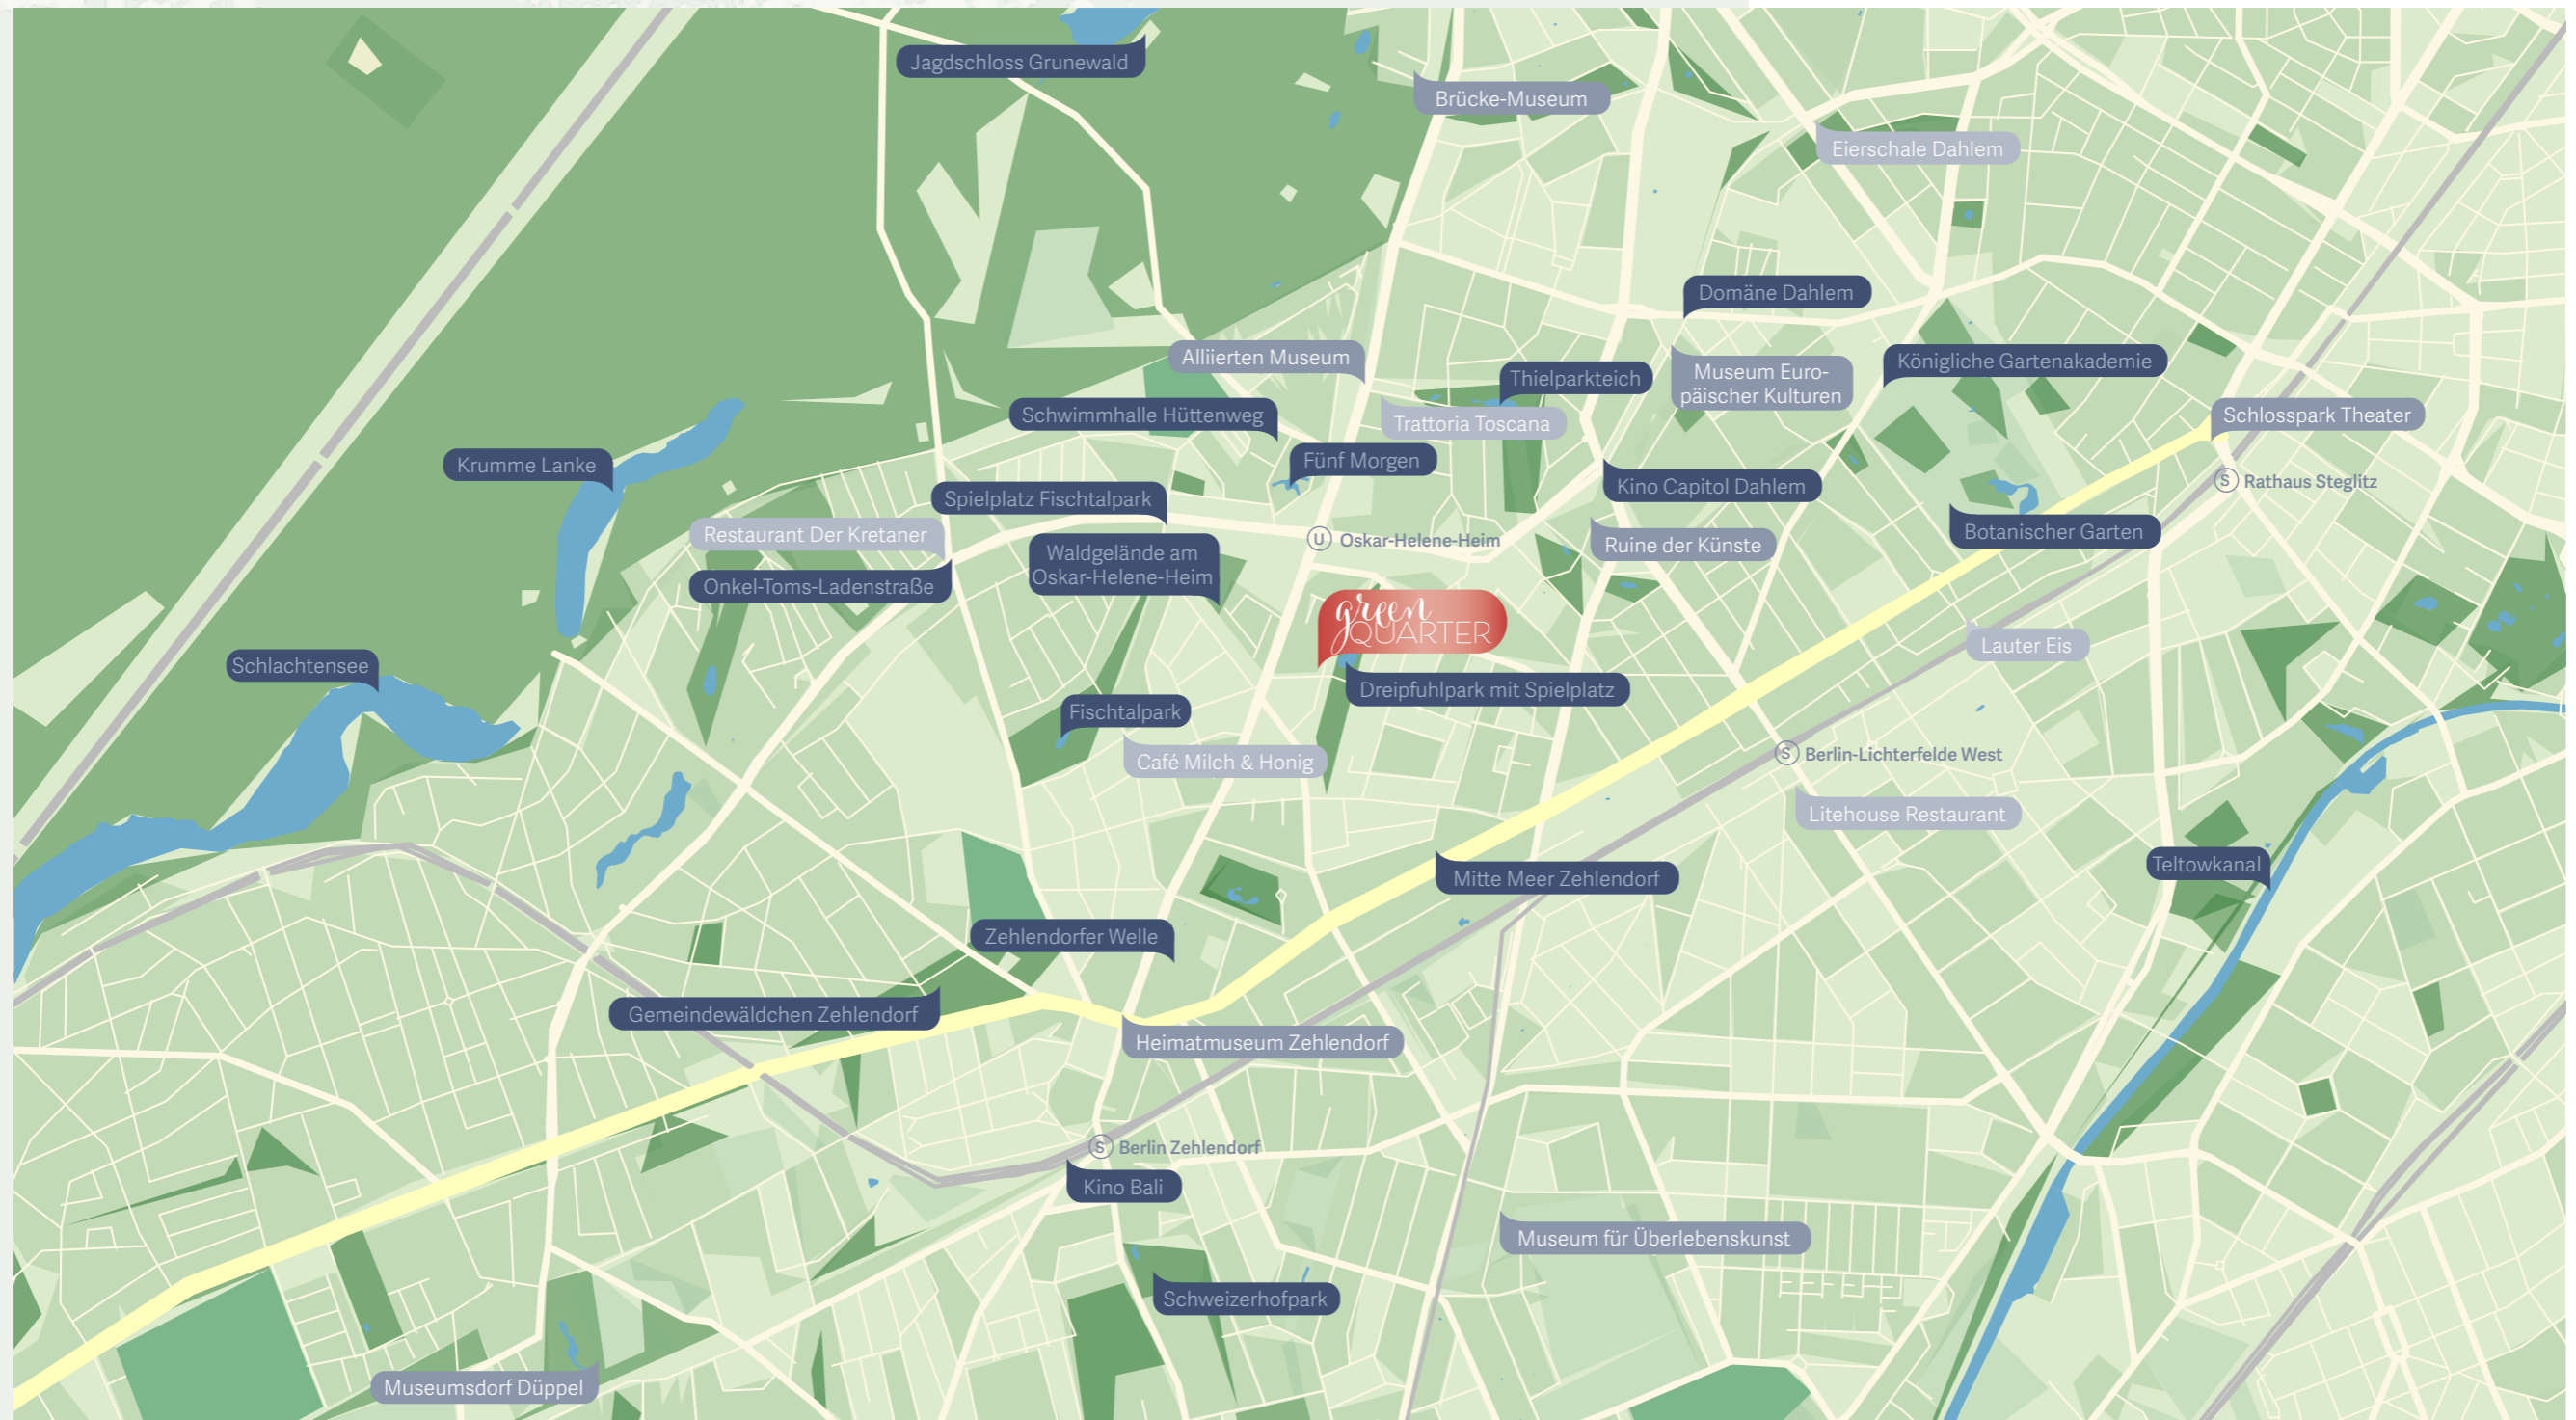 Jagdschloss Grunewald
Brücke-Museum
Eierschale Dahlem
Domäne Dahlem
Alliierten Museum
Thielparkteich
Museum Euro-
päischer Kulturen
Königliche Gartenakademie
Schwimmhalle Hüttenweg
Trattoria Toscana
Schlosspark Theater
Krumme Lanke
Fünf Morgen
Kino Capitol Dahlem
S Rathaus Steglitz
Spielplatz Fischtalpark
Restaurant Der Kretaner
U Oskar-Helene-Heim
Ruine der Künste
Botanischer Garten
Waldgelände am
Oskar-Helene-Heim
Onkel-Toms-Ladenstraße
green
QUARTER
Lauter Eis
Schlachtensee
Dreipfuhlpark mit Spielplatz
Fischtalpark
Café Milch & Honig
S Berlin-Lichterfelde West
Litehouse Restaurant
Teltowkanal
Mitte Meer Zehlendorf
Zehlendorfer Welle
Gemeindewäldchen Zehlendorf
Heimatmuseum Zehlendorf
S Berlin Zehlendorf
Kino Bali
Museum für Überlebenskunst
Schweizerhofpark
Museumsdorf Düppel